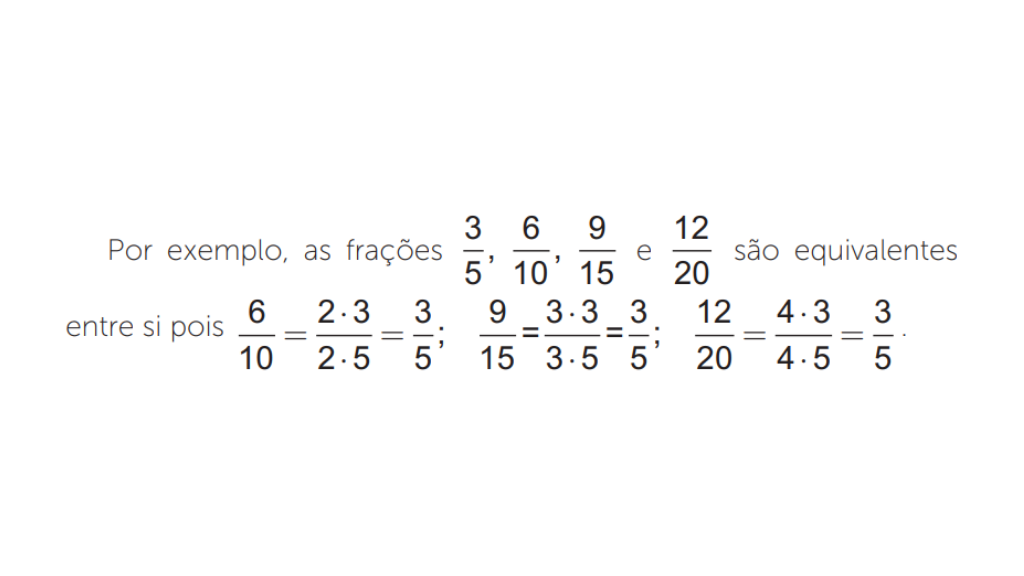 Por exemplo, as frações 3/5, 6/10, 9/15 e 12/20 são equivalentes
entre si pois 6/10 = 2·3/2·5 = 3/5; 9/15 = 3·3/3·5 = 3/5; 12/20 = 4·3/4·5 = 3/5.